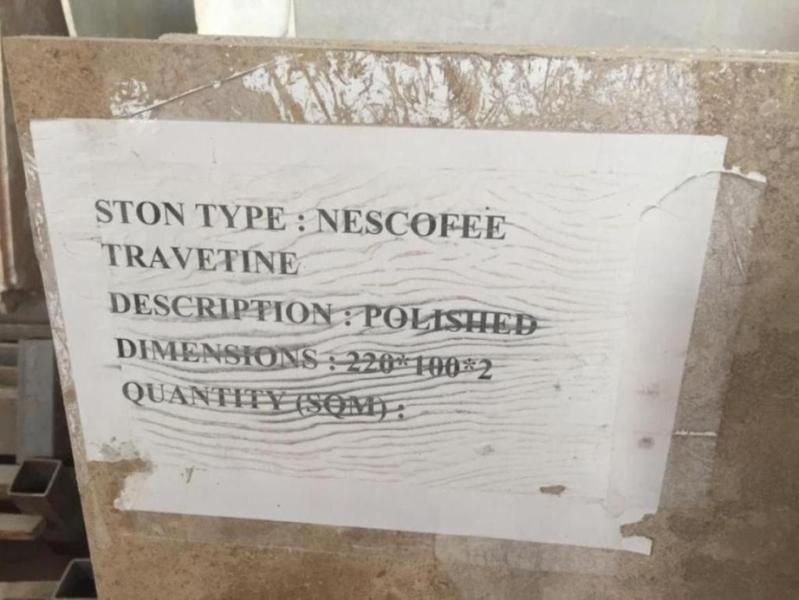 STON TYPE : NESCOFEE
TRAVETINE
DESCRIPTION : POLISHED
DIMENSIONS : 220*100*2
QUANTITY (SQM) :